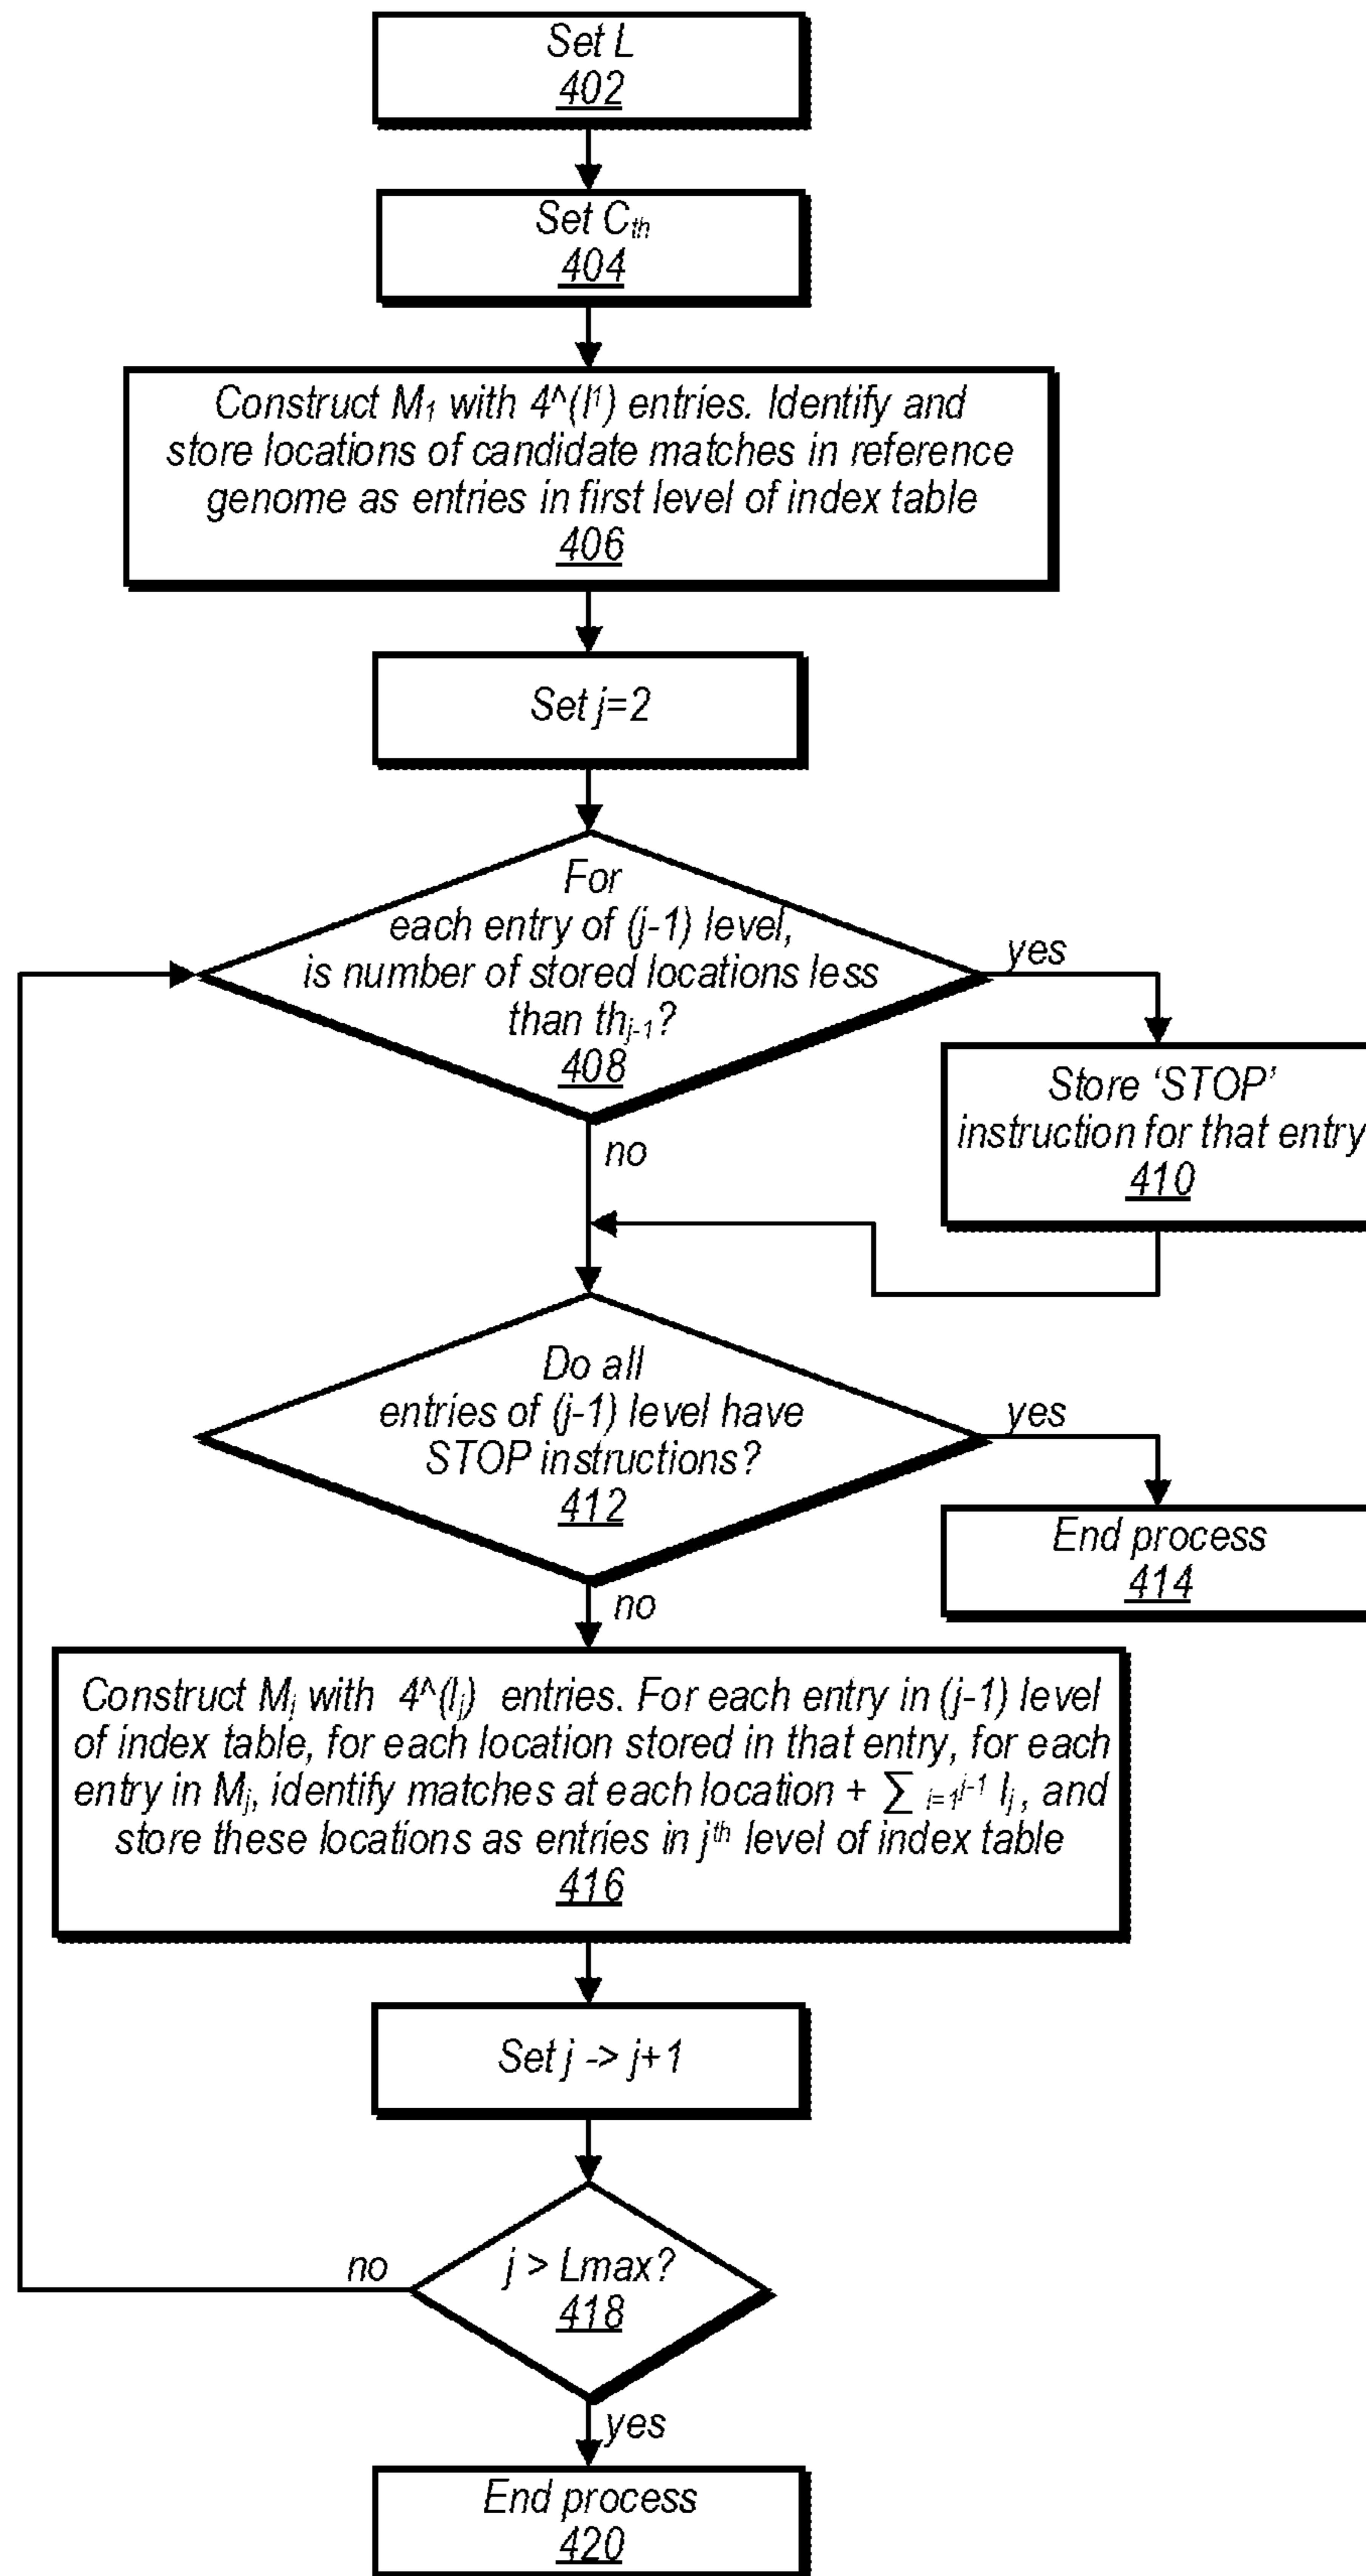 Set L
402
Set Cth
404
Construct M1 with 4^(l1) entries. Identify and
store locations of candidate matches in reference
genome as entries in first level of index table
406
Set j=2
For
each entry of (j-1) level,
is number of stored locations less
than thj-1?
408
yes
Store ‘STOP’
instruction for that entry
410
no
Do all
entries of (j-1) level have
STOP instructions?
412
yes
End process
414
no
Construct Mj with 4^(lj) entries. For each entry in (j-1) level
of index table, for each location stored in that entry, for each
entry in Mj, identify matches at each location + ∑ i=1j-1 lj, and
store these locations as entries in jth level of index table
416
Set j -> j+1
no
j > Lmax?
418
yes
End process
420